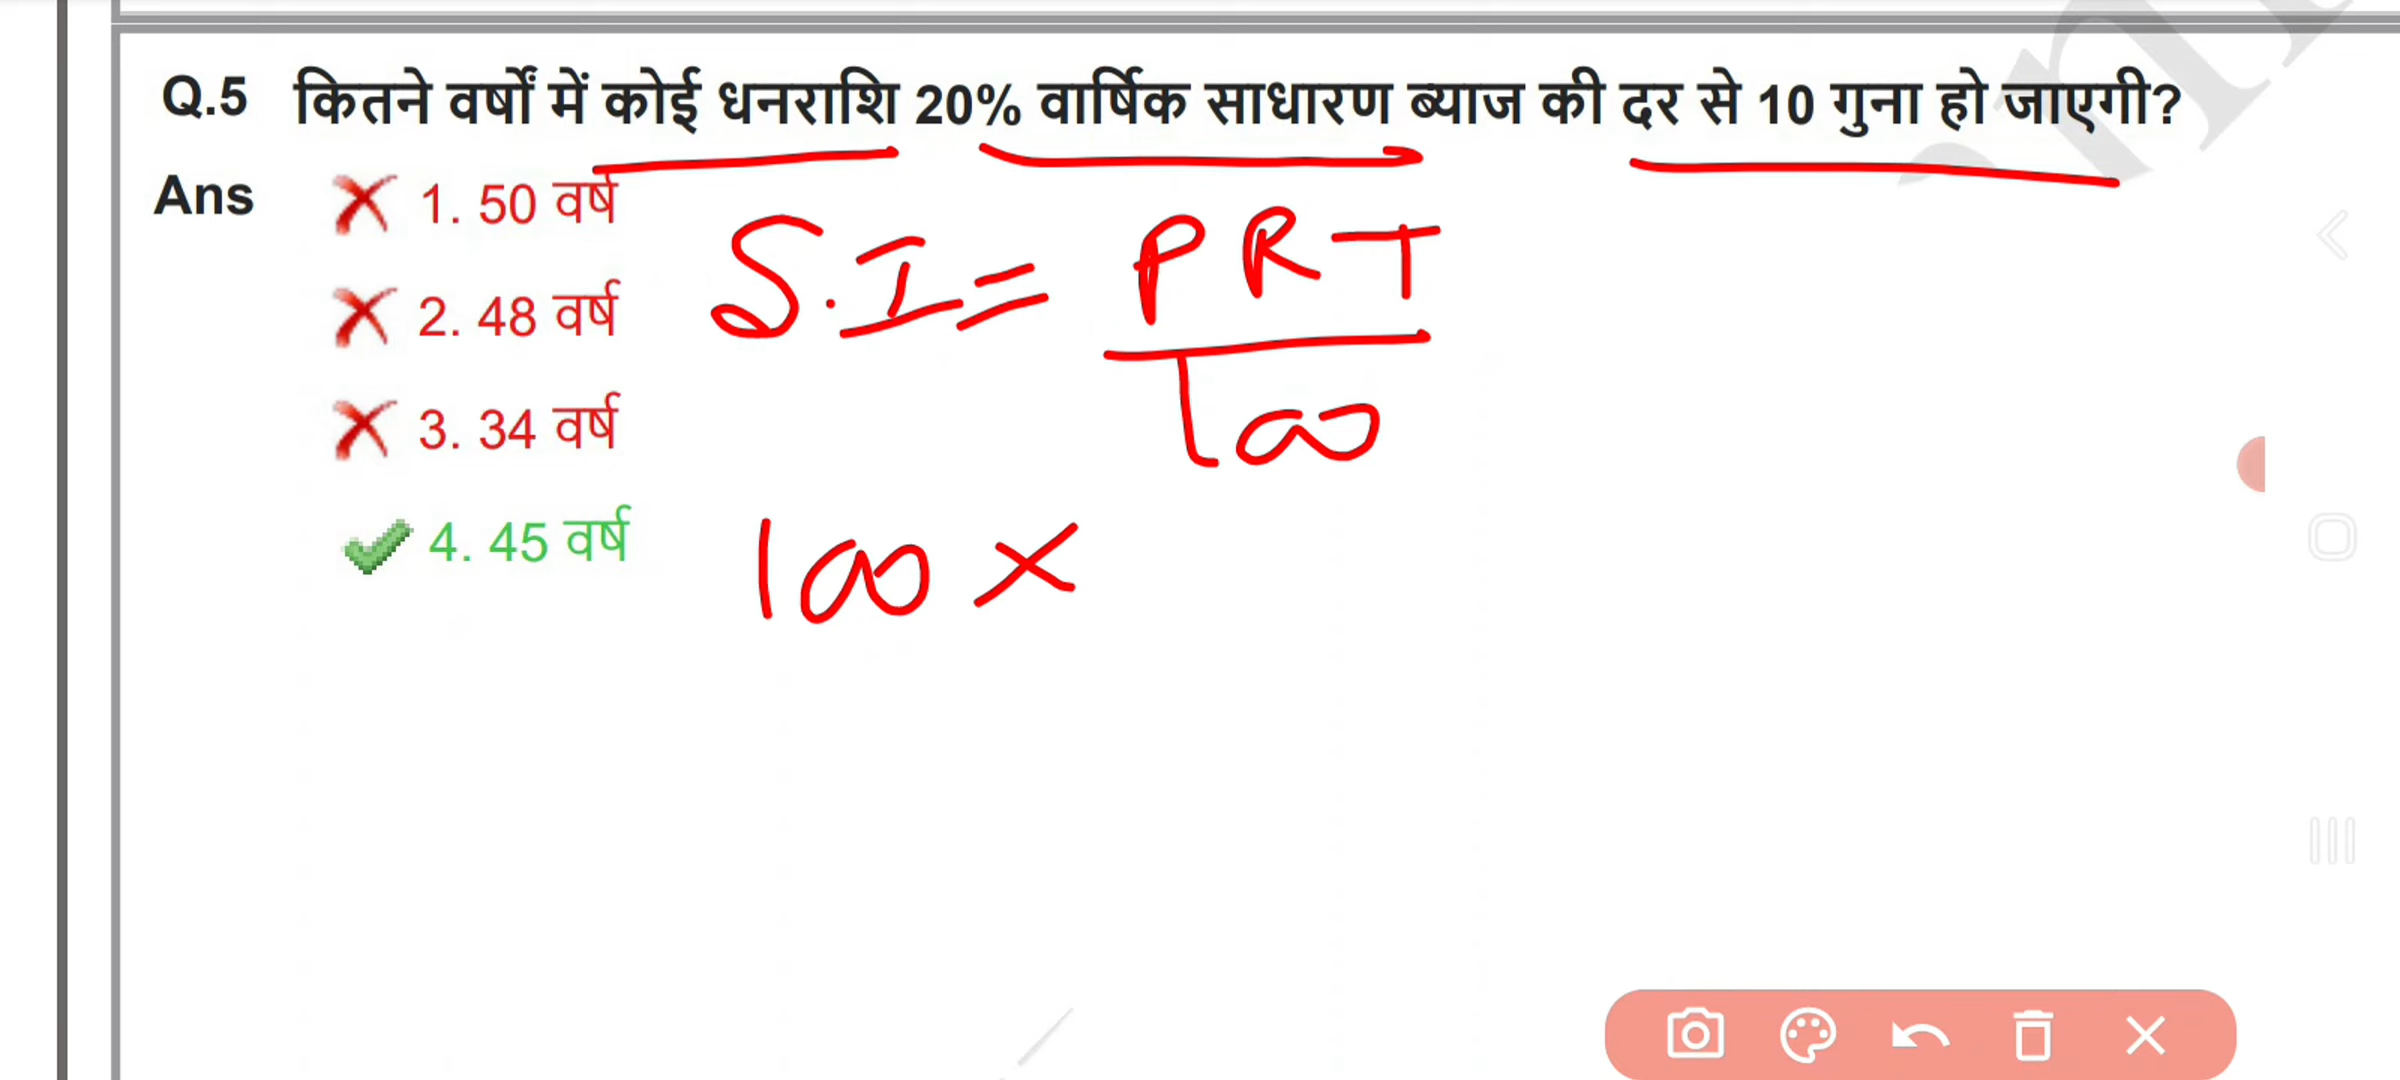 Q.5 कितने वर्षों में कोई धनराशि 20% वार्षिक साधारण ब्याज की दर से 10 गुना हो जाएगी?
Ans 1. 50 वर्ष
2. 48 वर्ष
3. 34 वर्ष
4. 45 वर्ष
S.I = PRT
100
100 ×